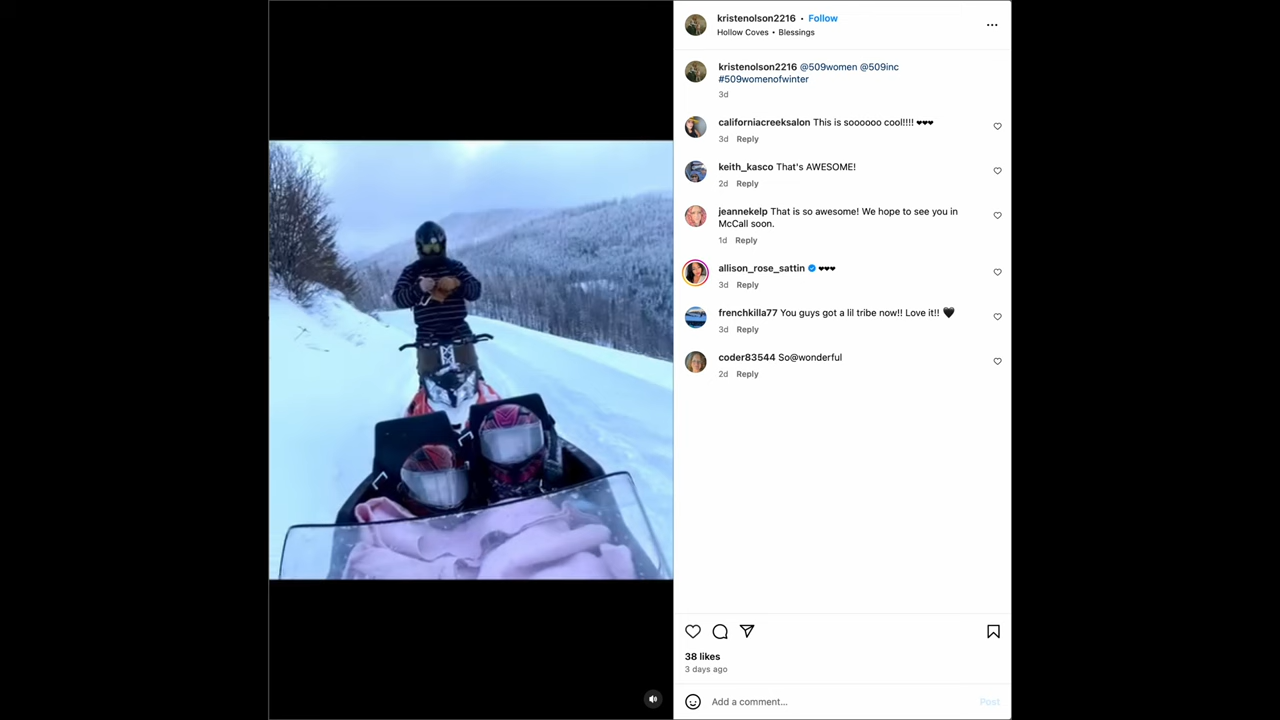 kristenolson2216 • Follow
Hollow Coves • Blessings
kristenolson2216 @509women @509inc
#509womenofwinter
3d
californiacreeksalon This is soooooo cool!!!! ❤❤❤
3d Reply
keith_kasco That's AWESOME!
2d Reply
jeannekelp That is so awesome! We hope to see you in
McCall soon.
1d Reply
allison_rose_sattin ❤❤❤
3d Reply
frenchkilla77 You guys got a lil tribe now!! Love it!! 🖤
3d Reply
coder83544 So@wonderful
2d Reply
38 likes
3 days ago
Add a comment...
Post